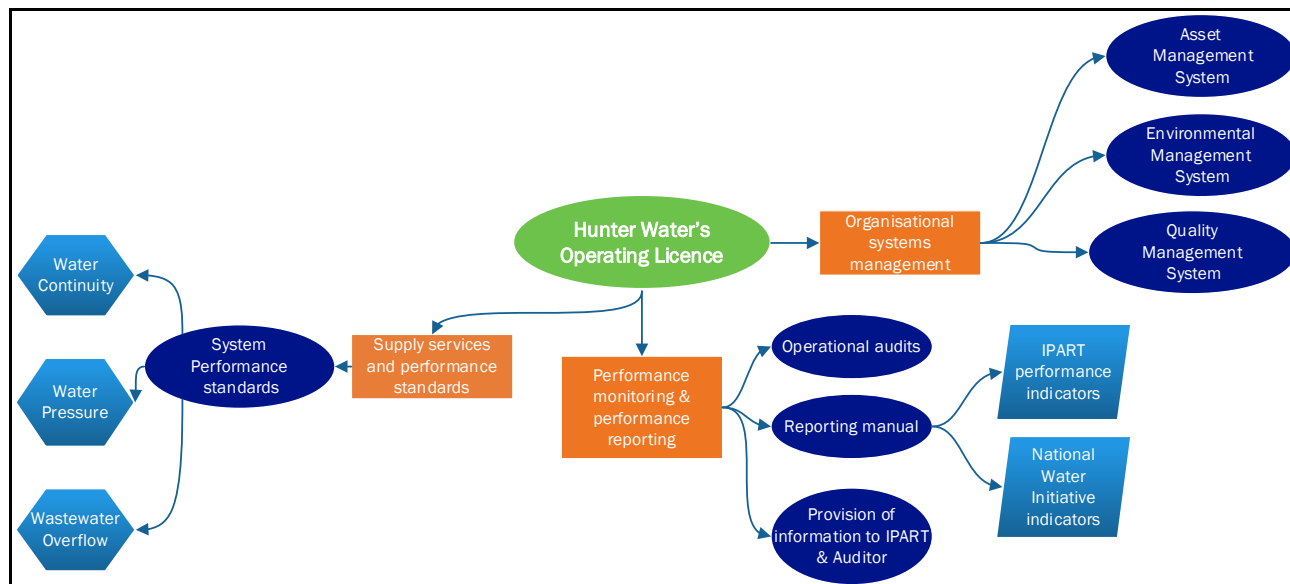 Asset
Management
System
Environmental
Management
System
Quality
Management
System
Hunter Water's
Operating Licence
Organisational
systems
management
Water
Continuity
Water
Pressure
Wastewater
Overflow
System
Performance
standards
Supply services
and performance
standards
Performance
monitoring &
performance
reporting
Operational audits
Reporting manual
Provision of
information to IPART
& Auditor
IPART
performance
indicators
National
Water
Initiative
indicators